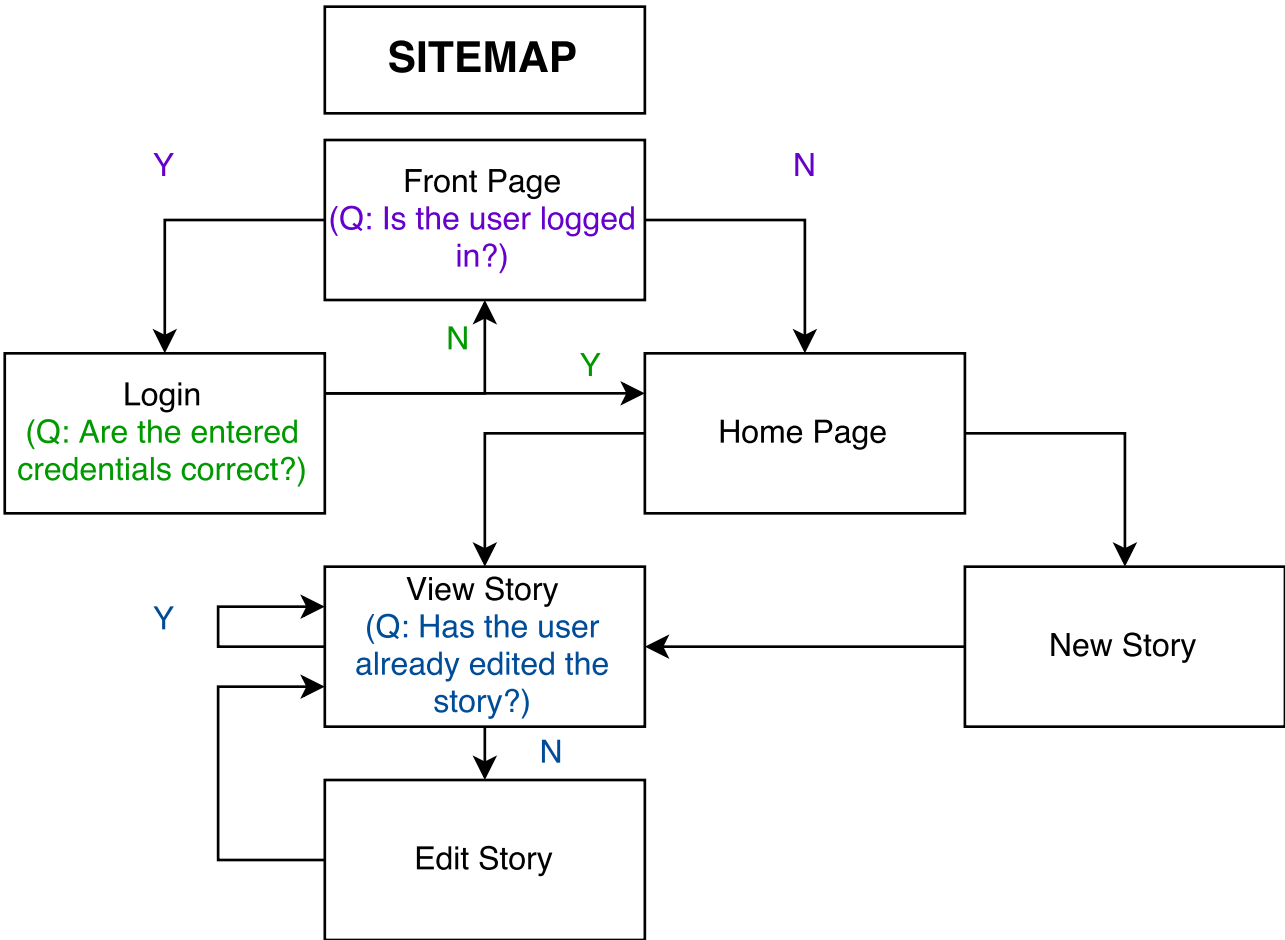 SITEMAP
Y
Front Page
(Q: Is the user logged
in?)
N
N
Y
Login
(Q: Are the entered
credentials correct?)
Home Page
Y
View Story
(Q: Has the user
already edited the
story?)
New Story
N
Edit Story